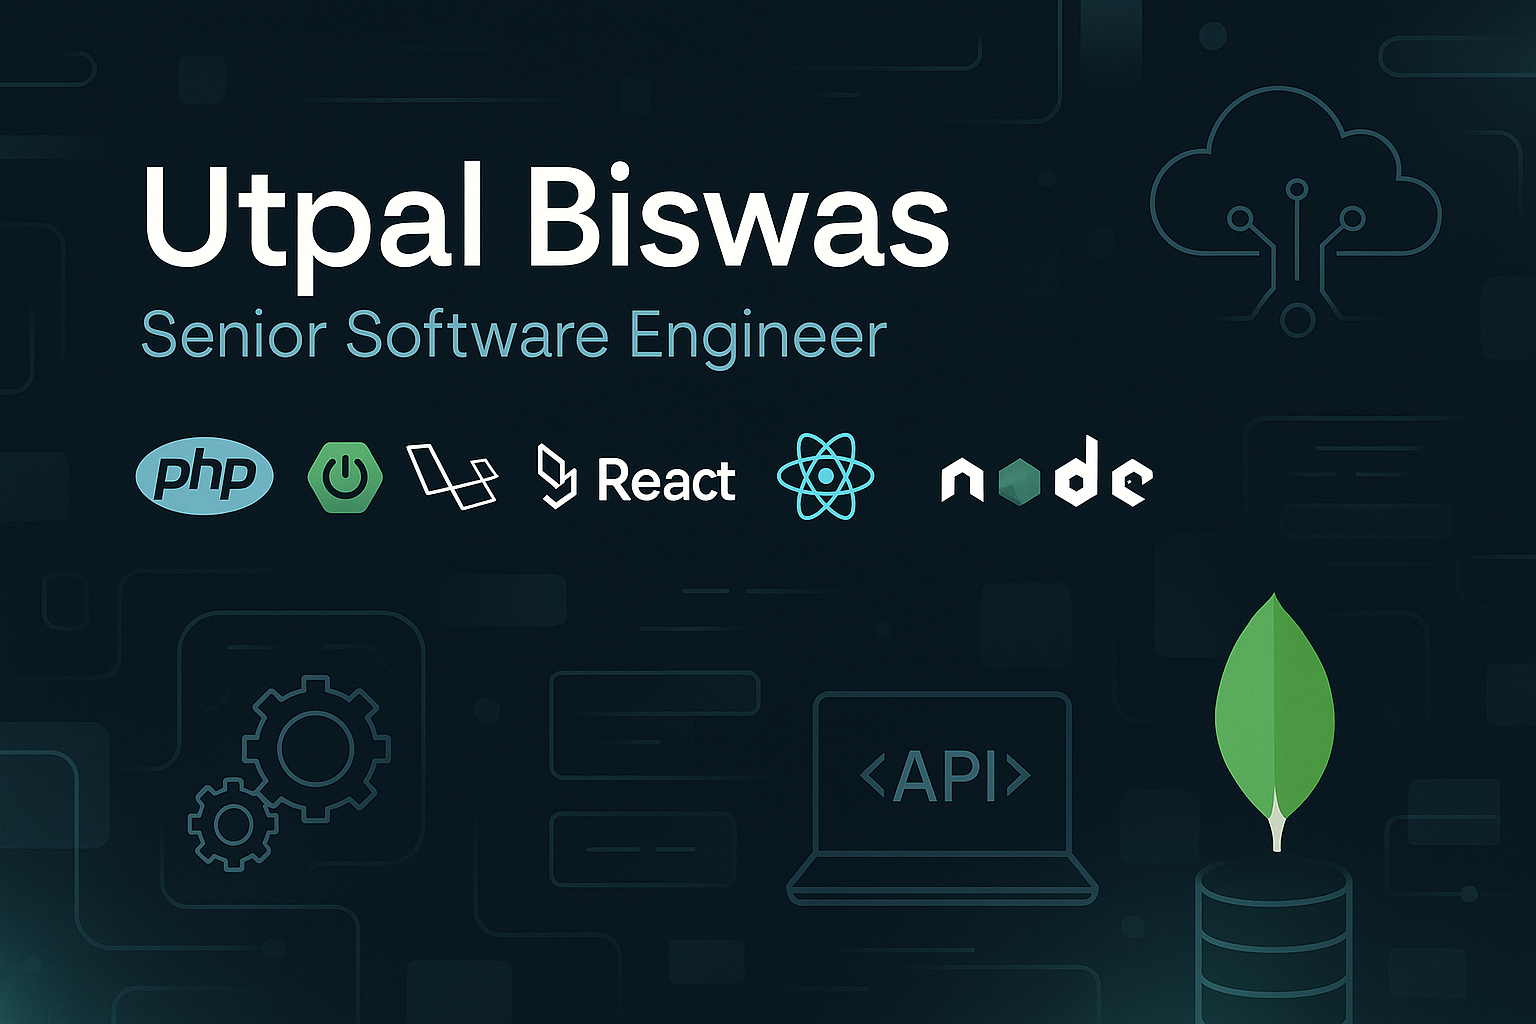 Utpal Biswas
Senior Software Engineer
php React node
<API>